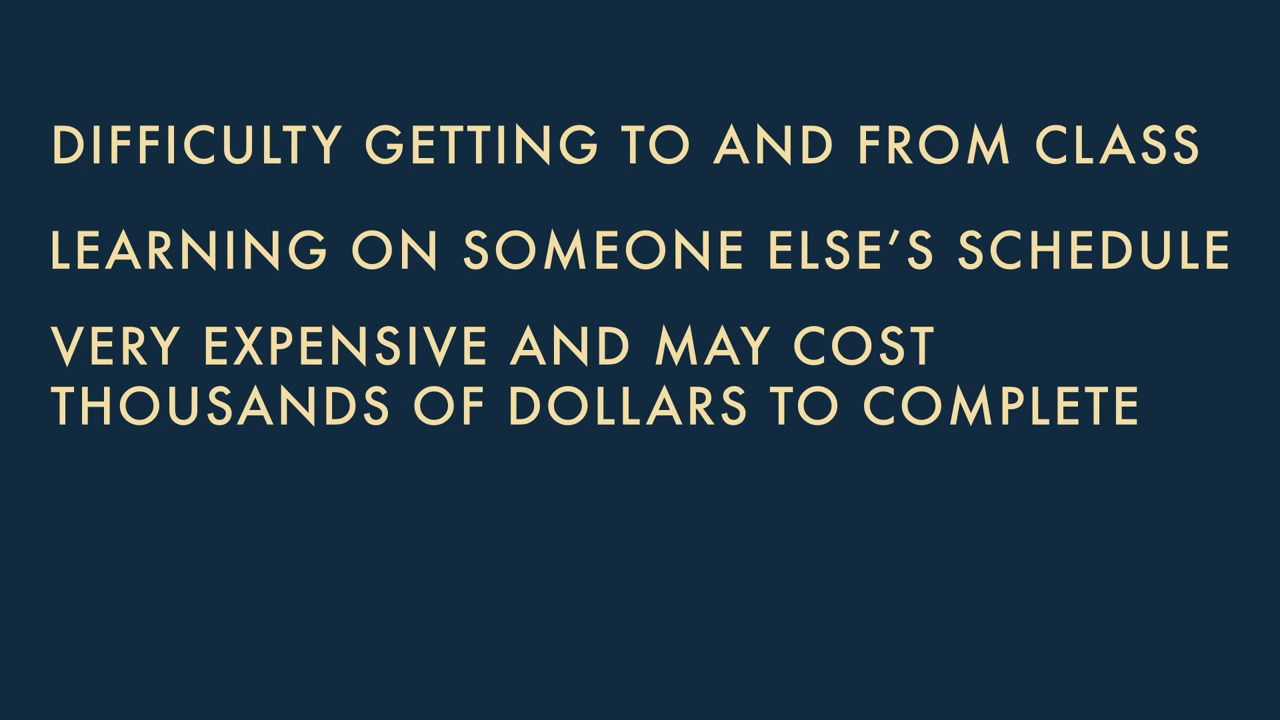 DIFFICULTY GETTING TO AND FROM CLASS
LEARNING ON SOMEONE ELSE’S SCHEDULE
VERY EXPENSIVE AND MAY COST
THOUSANDS OF DOLLARS TO COMPLETE